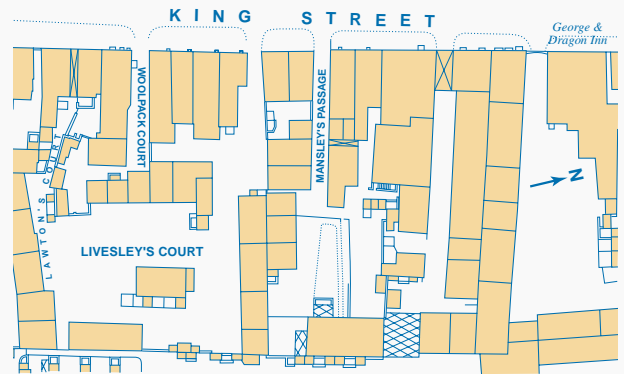 KING STREET
George &
Dragon Inn
WOOLPACK COURT
MANSLEY'S PASSAGE
LAWTON'S COURT
N
LIVESLEY'S COURT